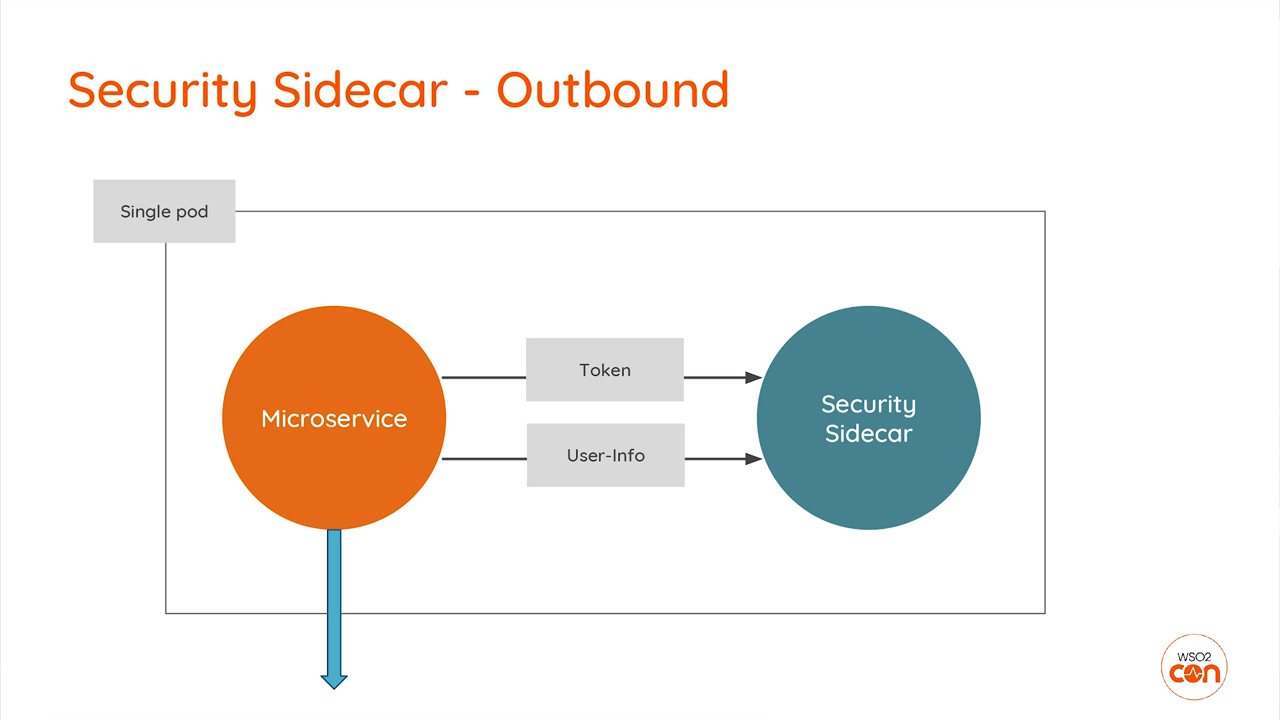 Security Sidecar - Outbound
Single pod
Token
Microservice
Security
Sidecar
User-Info
WSO2
con